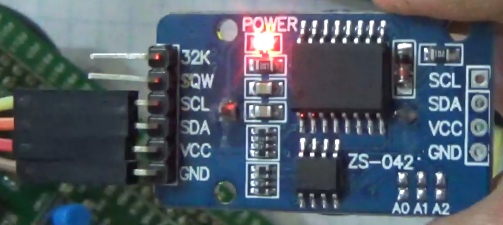 POWER
32K
SQW
SCL
SDA
VCC
GND
SCL
SDA
VCC
GND
ZS-042
A0 A1 A2